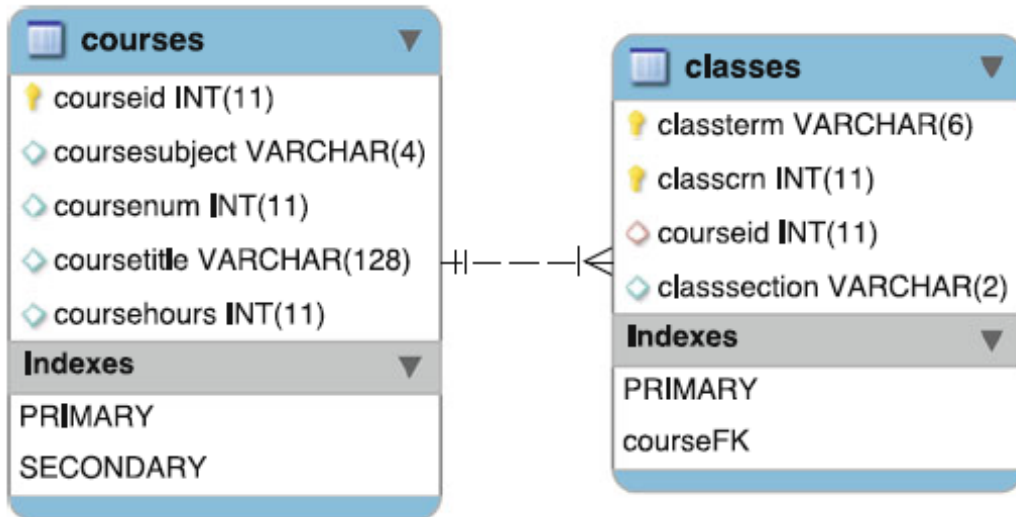 courses
courseid INT(11)
coursesubject VARCHAR(4)
coursenum INT(11)
coursetitle VARCHAR(128)
coursehours INT(11)
Indexes
PRIMARY
SECONDARY
classes
classterm VARCHAR(6)
classcrn INT(11)
courseid INT(11)
classsection VARCHAR(2)
Indexes
PRIMARY
courseFK